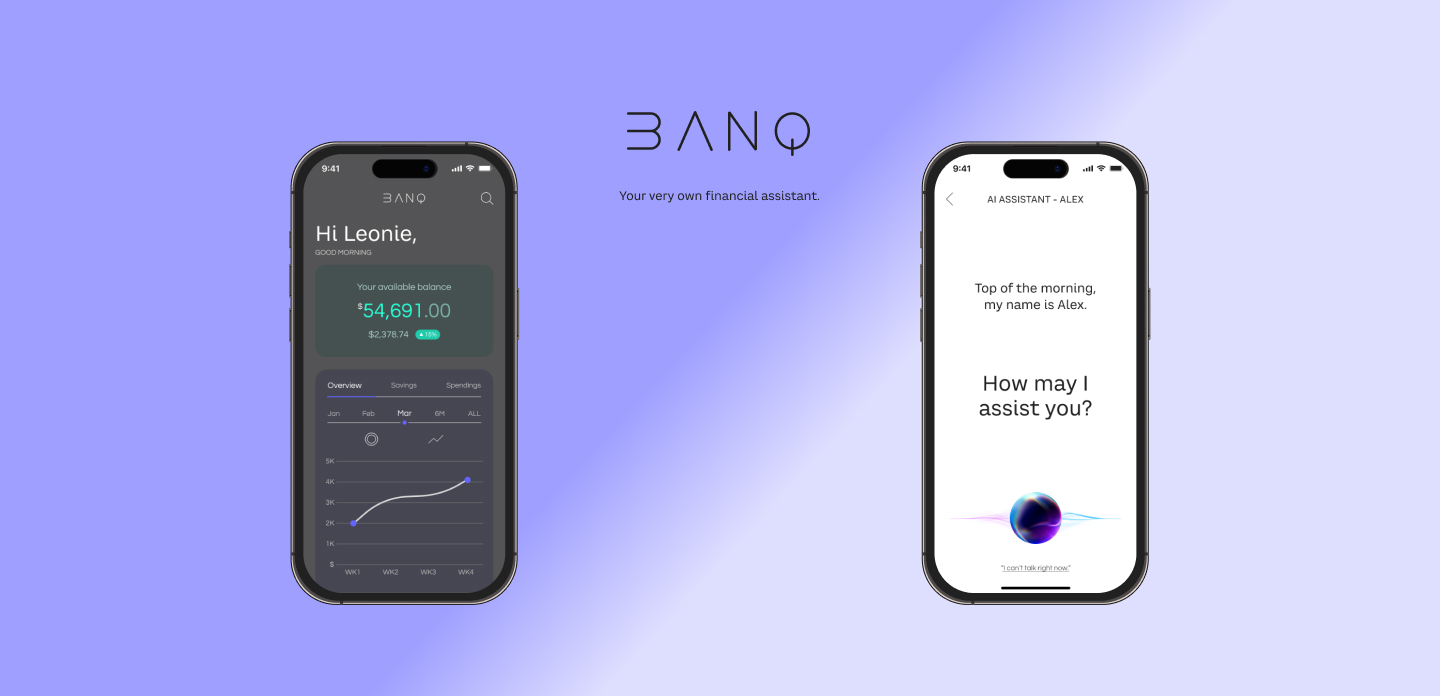 BANQ
Your very own financial assistant.
9:41
BANQ
Hi Leonie,
GOOD MORNING
Your available balance
$54,691.00
$2,378.74 ▲ 15%
Overview Savings Spendings
Jan Feb Mar 6M ALL
5K
4K
3K
2K
1K
$
WK1 WK2 WK3 WK4
9:41
AI ASSISTANT - ALEX
Top of the morning,
my name is Alex.
How may I
assist you?
"I can't talk right now."